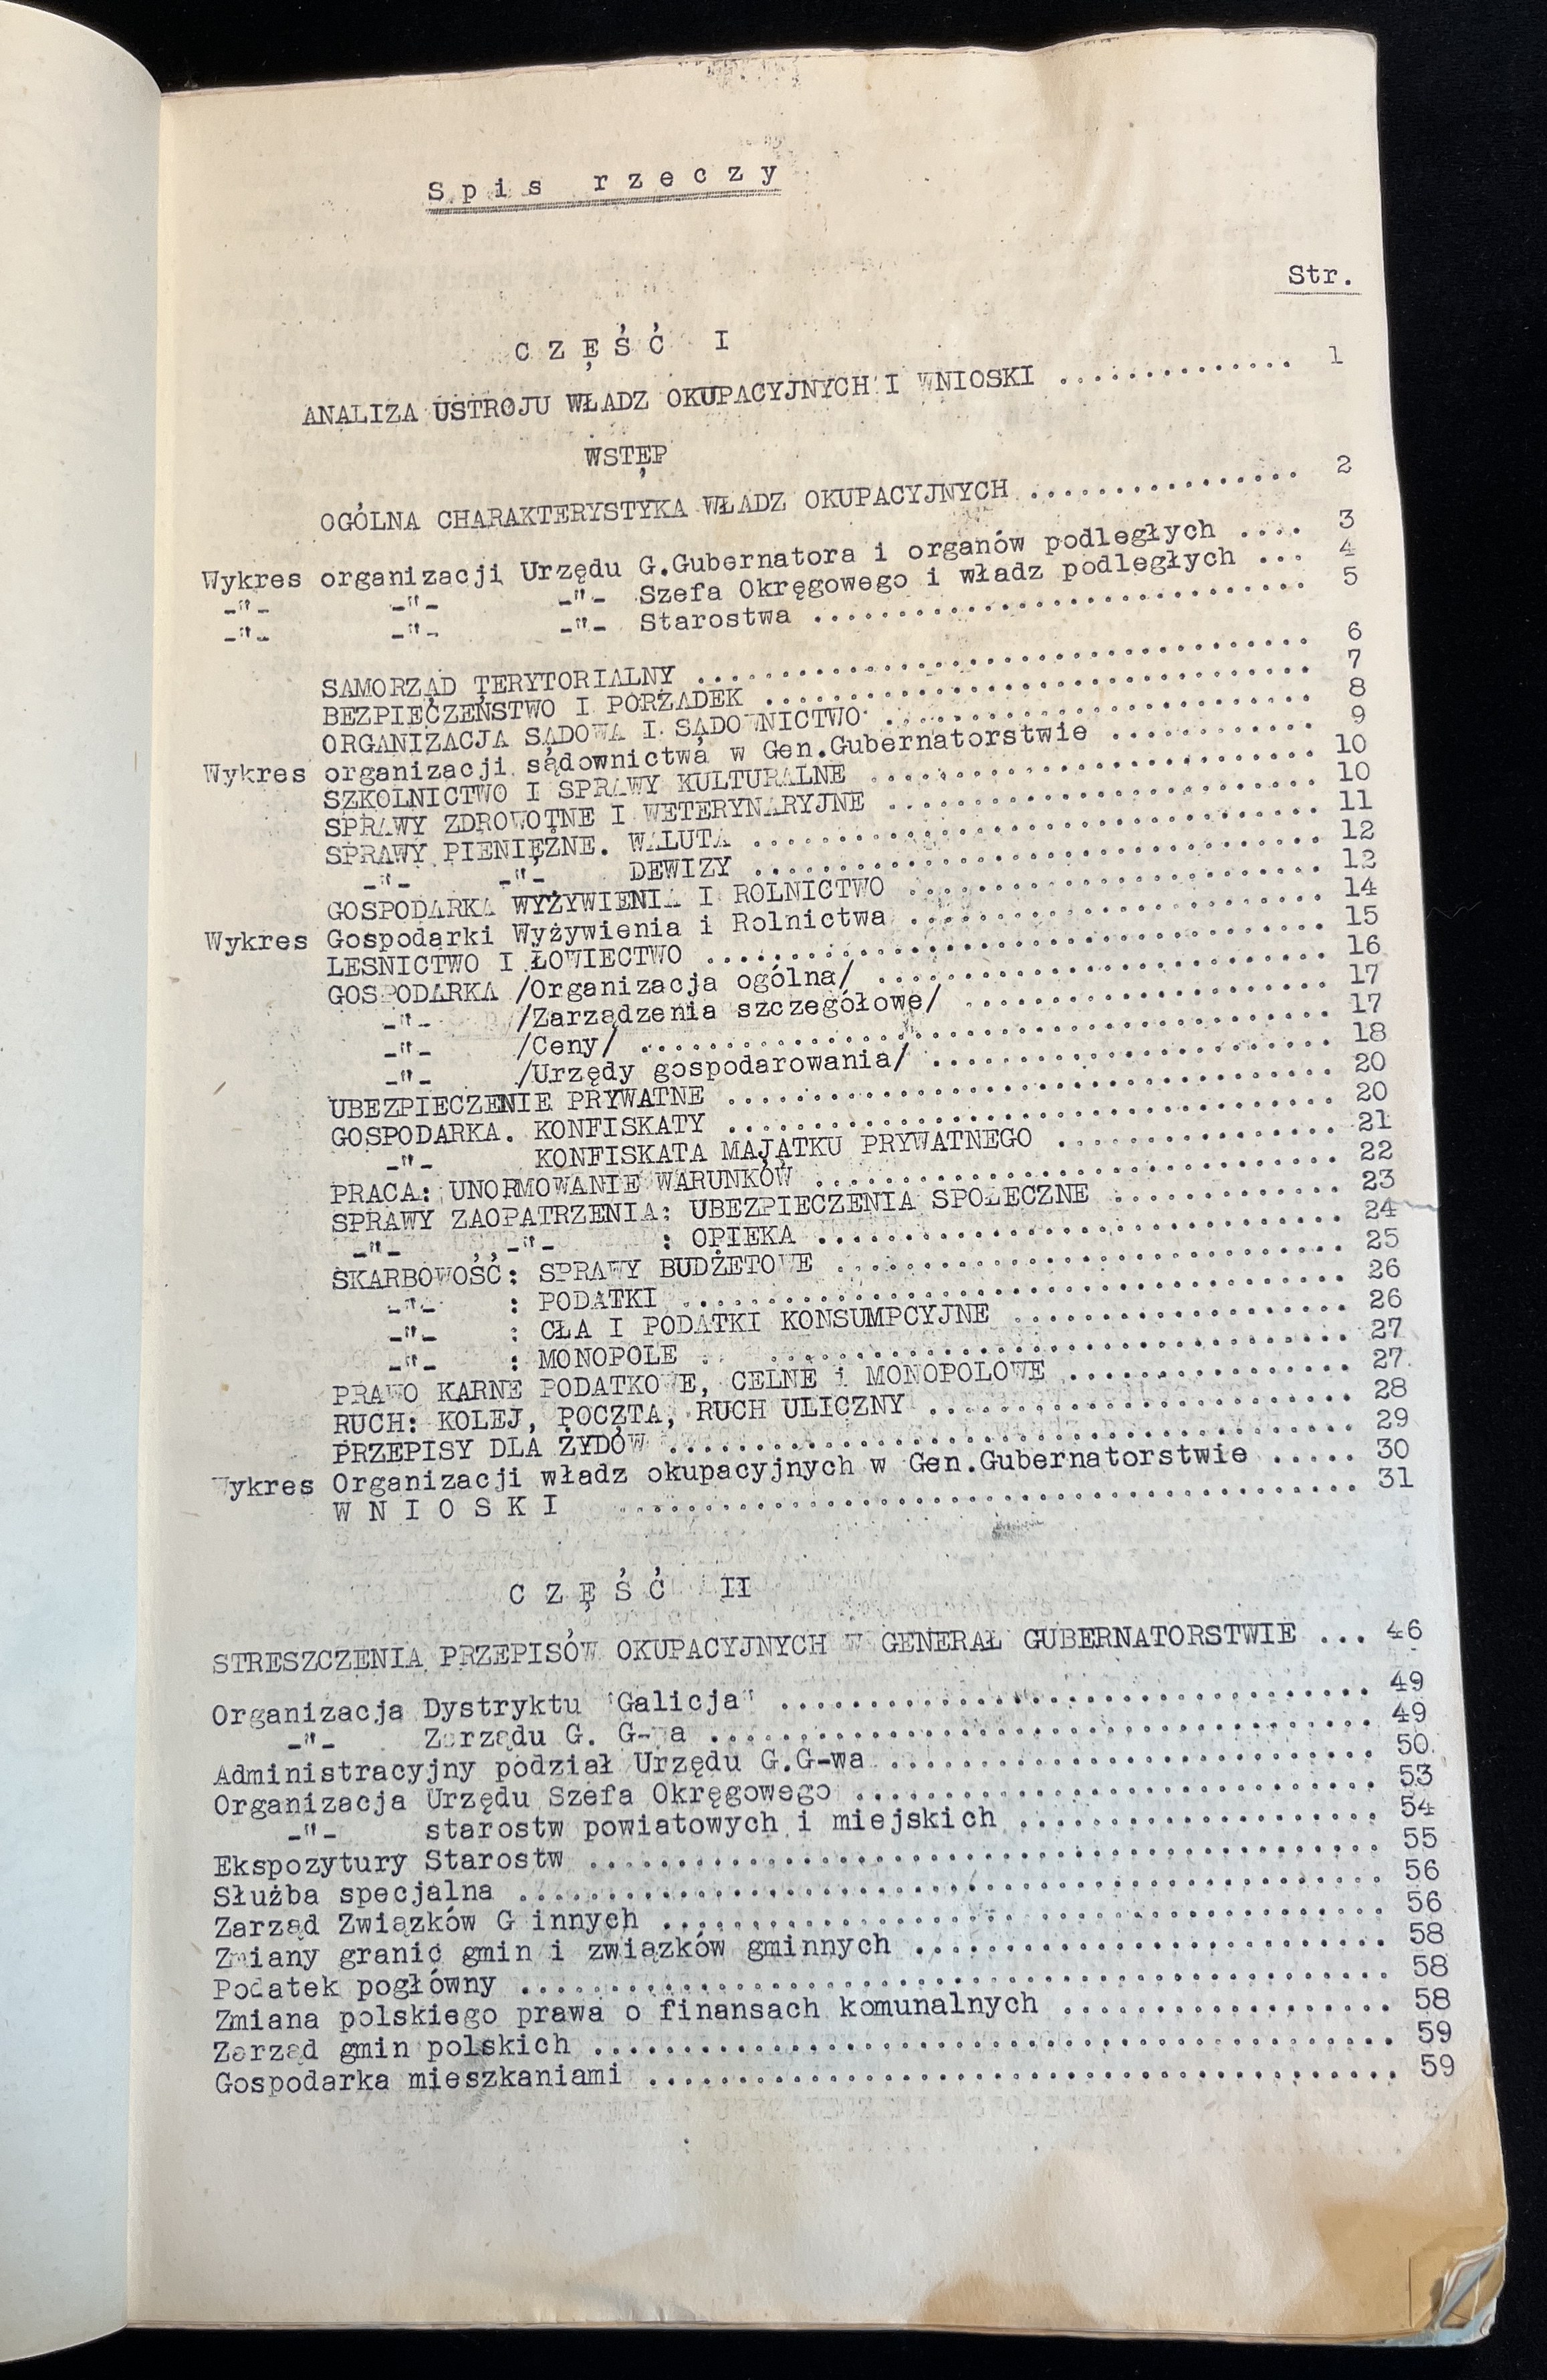 Spis rzeczy
Str.
CZĘŚĆ I
ANALIZA USTROJU WŁADZ OKUPACYJNYCH I WNIOSKI .............. 1
WSTĘP
OGÓLNA CHARAKTERYSTYKA WŁADZ OKUPACYJNYCH ................ 2
Wykres organizacji Urzędu G.Gubernatora i organów podległych .... 3
-"- -"- -"- Szefa Okręgowego i władz podległych ... 4
-"- -"- -"- Starostwa ............................. 5
SAMORZĄD TERYTORIALNY .................................... 6
BEZPIECZEŃSTWO I PORZĄDEK ................................ 7
ORGANIZACJA SĄDOWA I SĄDOWNICTWO ......................... 8
Wykres organizacji sądownictwa w Gen.Gubernatorstwie ............ 9
SZKOLNICTWO I SPRAWY KULTURALNE .......................... 10
SPRAWY ZDROWOTNE I WETERYNARYJNE ......................... 10
SPRAWY PIENIĘŻNE. WALUTA ................................. 11
-"- -"- DEWIZY ................................. 12
GOSPODARKA WYŻYWIENIA I ROLNICTWO ........................ 12
Wykres Gospodarki Wyżywienia i Rolnictwa ........................ 14
LEŚNICTWO I ŁOWIECTWO .................................... 15
GOSPODARKA /Organizacja ogólna/ .......................... 16
-"- /Zarządzenia szczegółowe/ ..................... 17
-"- /Ceny/ ........................................ 17
-"- /Urzędy gospodarowania/ ....................... 18
UBEZPIECZENIE PRYWATNE ................................... 20
GOSPODARKA. KONFISKATY ................................... 20
-"- KONFISKATA MAJĄTKU PRYWATNEGO ................ 21
PRACA: UNORMOWANIE WARUNKÓW .............................. 22
SPRAWY ZAOPATRZENIA: UBEZPIECZENIA SPOŁECZNE ............. 23
-"- -"- : OPIEKA .............................. 24
SKARBOWOŚĆ: SPRAWY BUDŻETOWE ............................. 25
-"- : PODATKI ....................................... 26
-"- : CŁA I PODATKI KONSUMPCYJNE .................... 26
-"- : MONOPOLE ...................................... 27
PRAWO KARNE PODATKOWE, CELNE i MONOPOLOWE ................ 27
RUCH: KOLEJ, POCZTA, RUCH ULICZNY ........................ 28
PRZEPISY DLA ŻYDÓW ....................................... 29
Wykres Organizacji władz okupacyjnych w Gen.Gubernatorstwie ..... 30
WNIOSKI .......................................... 31
CZĘŚĆ II
STRESZCZENIA PRZEPISÓW OKUPACYJNYCH W GENERAŁ GUBERNATORSTWIE ... 46
Organizacja Dystryktu "Galicja" ................................. 49
-"- Zarządu G. G-wa ..................................... 49
Administracyjny podział Urzędu G.G-wa ........................... 50
Organizacja Urzędu Szefa Okręgowego ............................. 53
-"- starostw powiatowych i miejskich .................... 54
Ekspozytury Starostw ............................................ 55
Służba specjalna ................................................ 56
Zarząd Związków G innych ........................................ 56
Zmiany granic gmin i związków gminnych .......................... 58
Podatek pogłówny ................................................ 58
Zmiana polskiego prawa o finansach komunalnych .................. 58
Zarząd gmin polskich ............................................ 59
Gospodarka mieszkaniami ......................................... 59